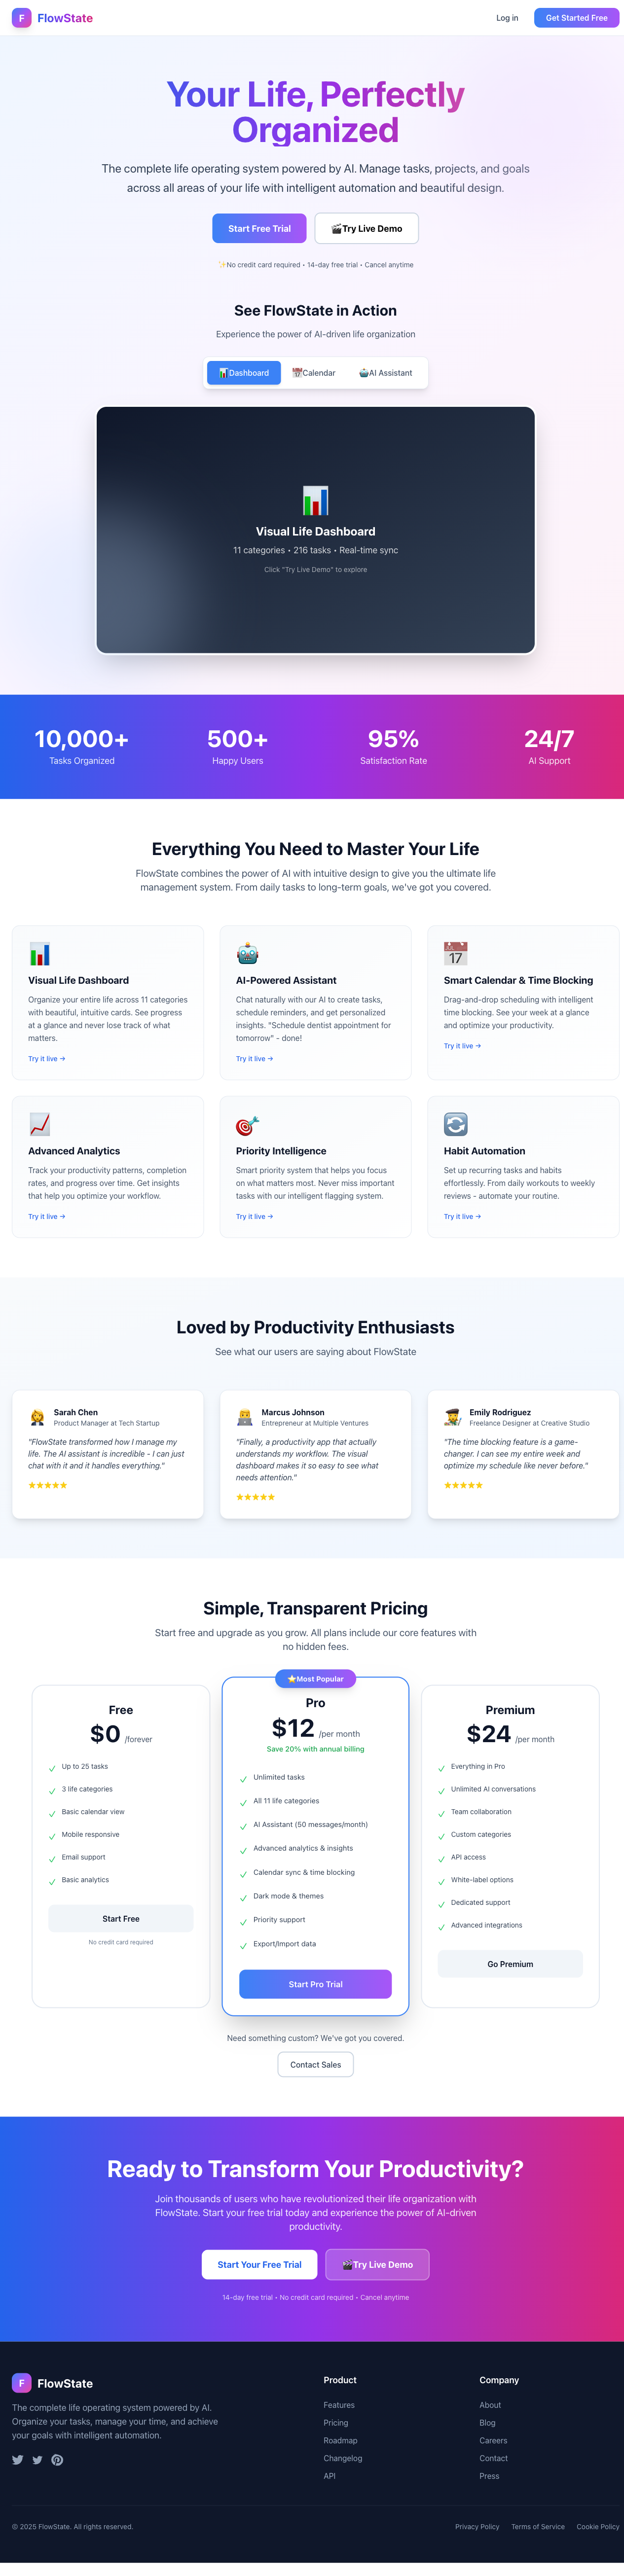 F FlowState
Log in
Get Started Free
Your Life, Perfectly
Organized
The complete life operating system powered by AI. Manage tasks, projects, and goals
across all areas of your life with intelligent automation and beautiful design.
Start Free Trial
🎬Try Live Demo
✨No credit card required • 14-day free trial • Cancel anytime
See FlowState in Action
Experience the power of AI-driven life organization
📊Dashboard
📅Calendar
🤖AI Assistant
Visual Life Dashboard
11 categories • 216 tasks • Real-time sync
Click "Try Live Demo" to explore
10,000+
Tasks Organized
500+
Happy Users
95%
Satisfaction Rate
24/7
AI Support
Everything You Need to Master Your Life
FlowState combines the power of AI with intuitive design to give you the ultimate life
management system. From daily tasks to long-term goals, we've got you covered.
Visual Life Dashboard
Organize your entire life across 11 categories
with beautiful, intuitive cards. See progress
at a glance and never lose track of what
matters.
Try it live →
AI-Powered Assistant
Chat naturally with our AI to create tasks,
schedule reminders, and get personalized
insights. "Schedule dentist appointment for
tomorrow" - done!
Try it live →
17
Smart Calendar & Time Blocking
Drag-and-drop scheduling with intelligent
time blocking. See your week at a glance
and optimize your productivity.
Try it live →
Advanced Analytics
Track your productivity patterns, completion
rates, and progress over time. Get insights
that help you optimize your workflow.
Try it live →
Priority Intelligence
Smart priority system that helps you focus
on what matters most. Never miss important
tasks with our intelligent flagging system.
Try it live →
Habit Automation
Set up recurring tasks and habits
effortlessly. From daily workouts to weekly
reviews - automate your routine.
Try it live →
Loved by Productivity Enthusiasts
See what our users are saying about FlowState
Sarah Chen
Product Manager at Tech Startup
"FlowState transformed how I manage my
life. The AI assistant is incredible - I can just
chat with it and it handles everything."
Marcus Johnson
Entrepreneur at Multiple Ventures
"Finally, a productivity app that actually
understands my workflow. The visual
dashboard makes it so easy to see what
needs attention."
Emily Rodriguez
Freelance Designer at Creative Studio
"The time blocking feature is a game-
changer. I can see my entire week and
optimize my schedule like never before."
Simple, Transparent Pricing
Start free and upgrade as you grow. All plans include our core features with
no hidden fees.
Free
$0 /forever
Up to 25 tasks
3 life categories
Basic calendar view
Mobile responsive
Email support
Basic analytics
Start Free
No credit card required
⭐Most Popular
Pro
$12 /per month
Save 20% with annual billing
Unlimited tasks
All 11 life categories
AI Assistant (50 messages/month)
Advanced analytics & insights
Calendar sync & time blocking
Dark mode & themes
Priority support
Export/Import data
Start Pro Trial
Premium
$24 /per month
Everything in Pro
Unlimited AI conversations
Team collaboration
Custom categories
API access
White-label options
Dedicated support
Advanced integrations
Go Premium
Need something custom? We've got you covered.
Contact Sales
Ready to Transform Your Productivity?
Join thousands of users who have revolutionized their life organization with
FlowState. Start your free trial today and experience the power of AI-driven
productivity.
Start Your Free Trial
🎬Try Live Demo
14-day free trial • No credit card required • Cancel anytime
F FlowState
The complete life operating system powered by AI.
Organize your tasks, manage your time, and achieve
your goals with intelligent automation.
Product
Features
Pricing
Roadmap
Changelog
API
Company
About
Blog
Careers
Contact
Press
© 2025 FlowState. All rights reserved.
Privacy Policy
Terms of Service
Cookie Policy